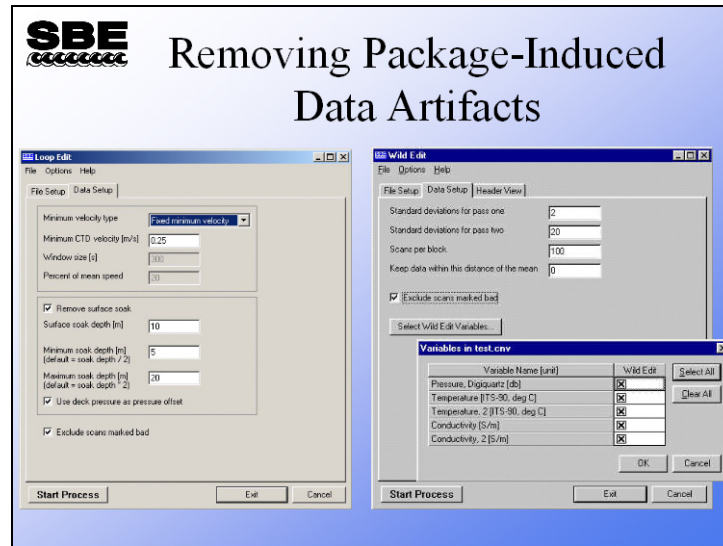 SBE
Removing Package-Induced
Data Artifacts
Loop Edit
File Options Help
File Setup Data Setup
Minimum velocity type Fixed minimum velocity
Minimum CTD velocity [m/s] 0.25
Window size [s] 300
Percent of mean speed 20
Remove surface soak
Surface soak depth [m] 10
Minimum soak depth [m] 5
(default = soak depth / 2)
Maximum soak depth [m] 20
(default = soak depth * 2)
Use deck pressure as pressure offset
Exclude scans marked bad
Start Process Exit Cancel
Wild Edit
File Options Help
File Setup Data Setup Header View
Standard deviations for pass one 2
Standard deviations for pass two 20
Scans per block 100
Keep data within this distance of the mean 0
Exclude scans marked bad
Select Wild Edit Variables...
Variables in test.cnv
Variable Name [unit] Wild Edit
Pressure, Digiquartz [db]
Temperature [ITS-90, deg C]
Temperature, 2 [ITS-90, deg C]
Conductivity [S/m]
Conductivity, 2 [S/m]
Select All
Clear All
OK Cancel
Start Process Exit Cancel